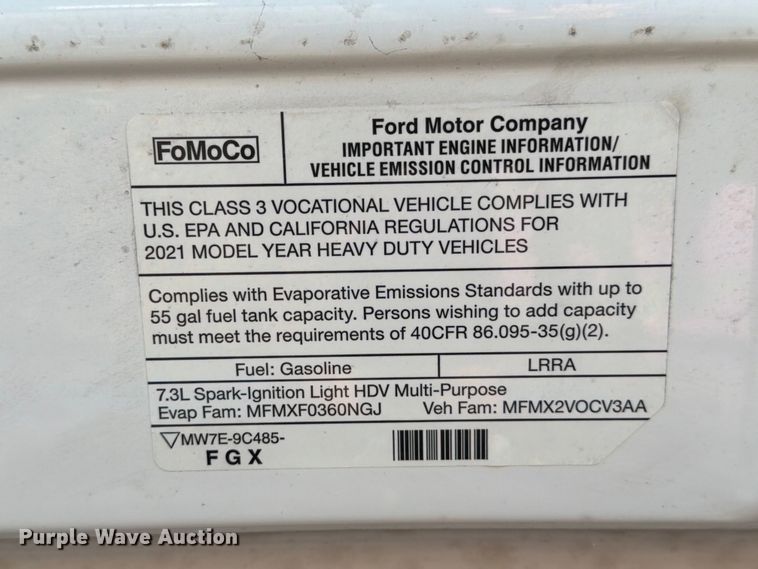 FoMoCo
Ford Motor Company
IMPORTANT ENGINE INFORMATION/
VEHICLE EMISSION CONTROL INFORMATION
THIS CLASS 3 VOCATIONAL VEHICLE COMPLIES WITH
U.S. EPA AND CALIFORNIA REGULATIONS FOR
2021 MODEL YEAR HEAVY DUTY VEHICLES
Complies with Evaporative Emissions Standards with up to
55 gal fuel tank capacity. Persons wishing to add capacity
must meet the requirements of 40CFR 86.095-35(g)(2).
Fuel: Gasoline LRRA
7.3L Spark-Ignition Light HDV Multi-Purpose
Evap Fam: MFMXF0360NGJ Veh Fam: MFMX2VOCV3AA
MW7E-9C485-
F G X
Purple Wave Auction